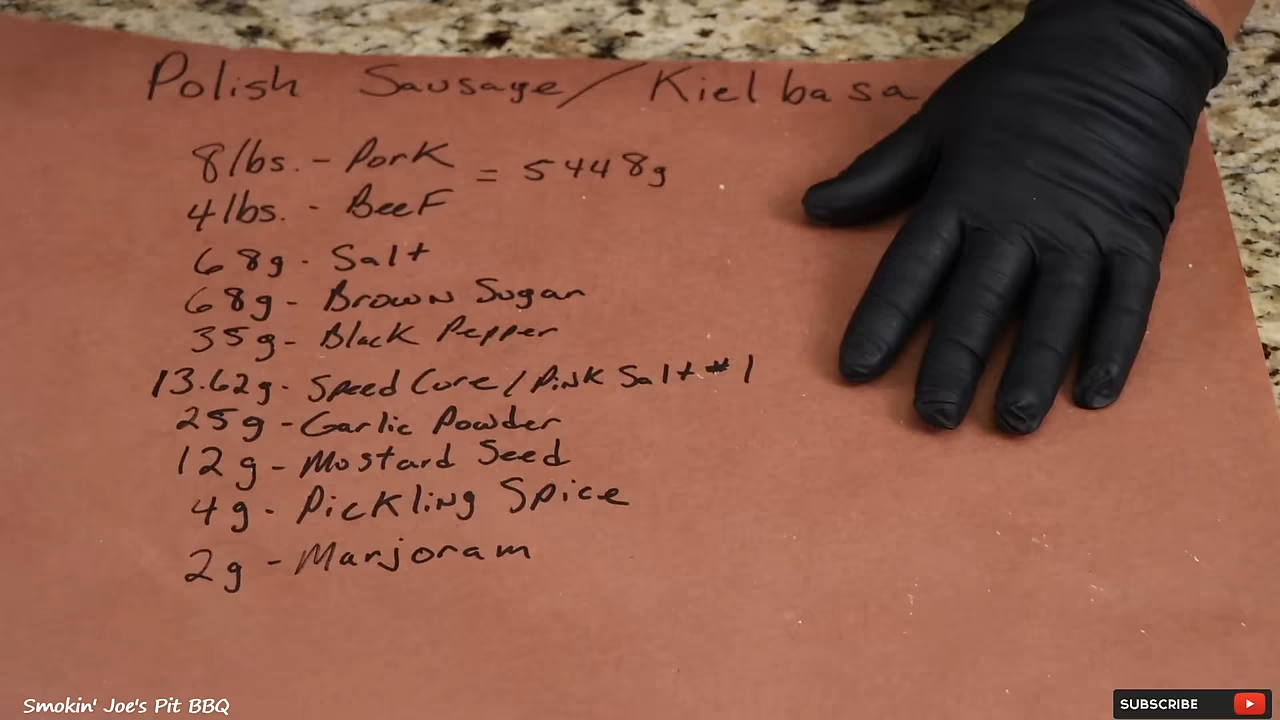 Polish Sausage/Kielbasa
8lbs. - Pork
= 5448g
4lbs. - Beef
68g - Salt
68g - Brown Sugar
35g - Black Pepper
13.62g - Speed Cure/Pink Salt #1
25g - Garlic Powder
12g - Mustard Seed
4g - Pickling Spice
2g - Marjoram
Smokin' Joe's Pit BBQ
SUBSCRIBE